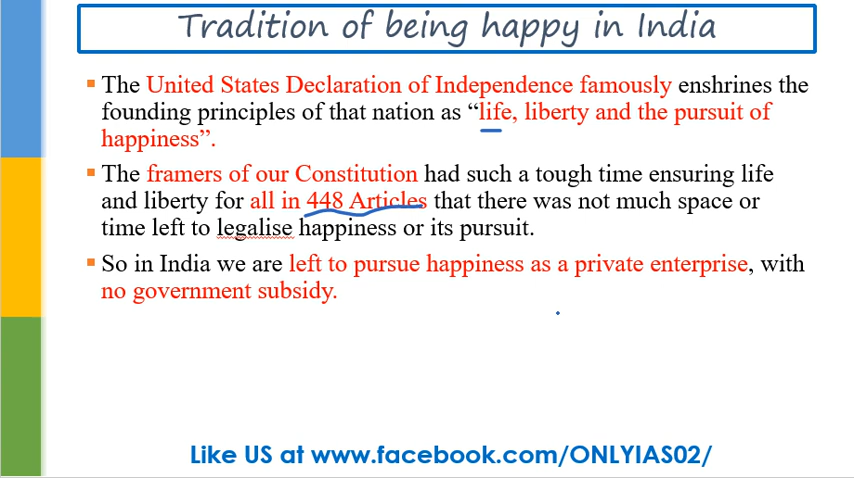 Tradition of being happy in India
The United States Declaration of Independence famously enshrines the
founding principles of that nation as “life, liberty and the pursuit of
happiness”.
The framers of our Constitution had such a tough time ensuring life
and liberty for all in 448 Articles that there was not much space or
time left to legalise happiness or its pursuit.
So in India we are left to pursue happiness as a private enterprise, with
no government subsidy.
Like US at www.facebook.com/ONLYIAS02/